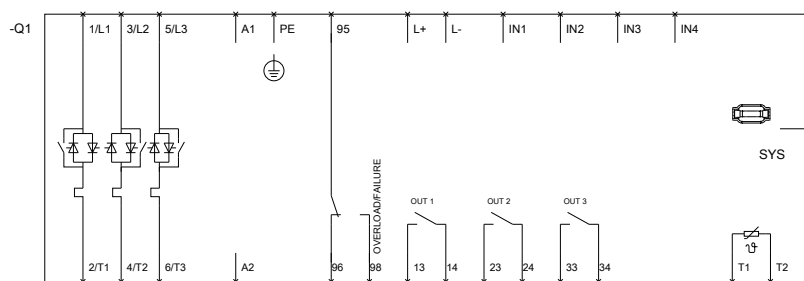 -Q1 1/L1 3/L2 5/L3 A1 PE 95 L+ L- IN1 IN2 IN3 IN4
SYS
OVERLOAD/FAILURE
OUT 1 OUT 2 OUT 3
ϑ
2/T1 4/T2 6/T3 A2 96 98 13 14 23 24 33 34 T1 T2